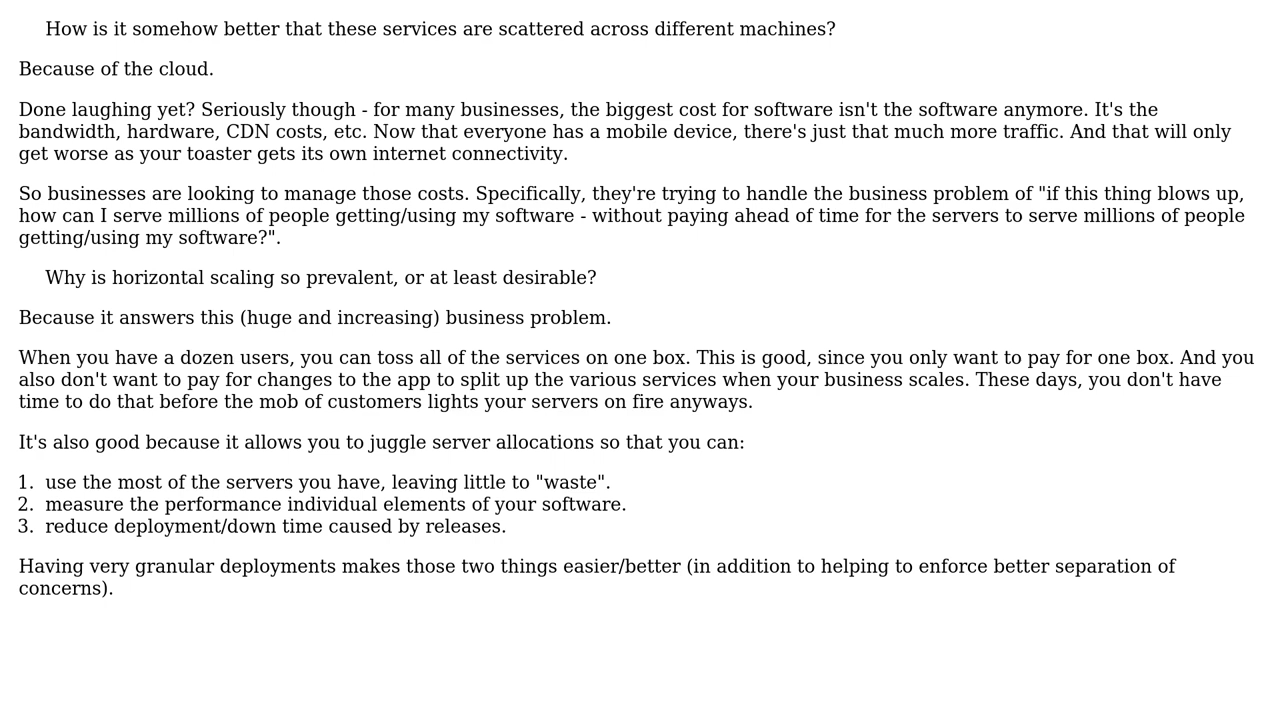 How is it somehow better that these services are scattered across different machines?
Because of the cloud.
Done laughing yet? Seriously though - for many businesses, the biggest cost for software isn't the software anymore. It's the
bandwidth, hardware, CDN costs, etc. Now that everyone has a mobile device, there's just that much more traffic. And that will only
get worse as your toaster gets its own internet connectivity.
So businesses are looking to manage those costs. Specifically, they're trying to handle the business problem of "if this thing blows up,
how can I serve millions of people getting/using my software - without paying ahead of time for the servers to serve millions of people
getting/using my software?".
Why is horizontal scaling so prevalent, or at least desirable?
Because it answers this (huge and increasing) business problem.
When you have a dozen users, you can toss all of the services on one box. This is good, since you only want to pay for one box. And you
also don't want to pay for changes to the app to split up the various services when your business scales. These days, you don't have
time to do that before the mob of customers lights your servers on fire anyways.
It's also good because it allows you to juggle server allocations so that you can:
1. use the most of the servers you have, leaving little to "waste".
2. measure the performance individual elements of your software.
3. reduce deployment/down time caused by releases.
Having very granular deployments makes those two things easier/better (in addition to helping to enforce better separation of
concerns).